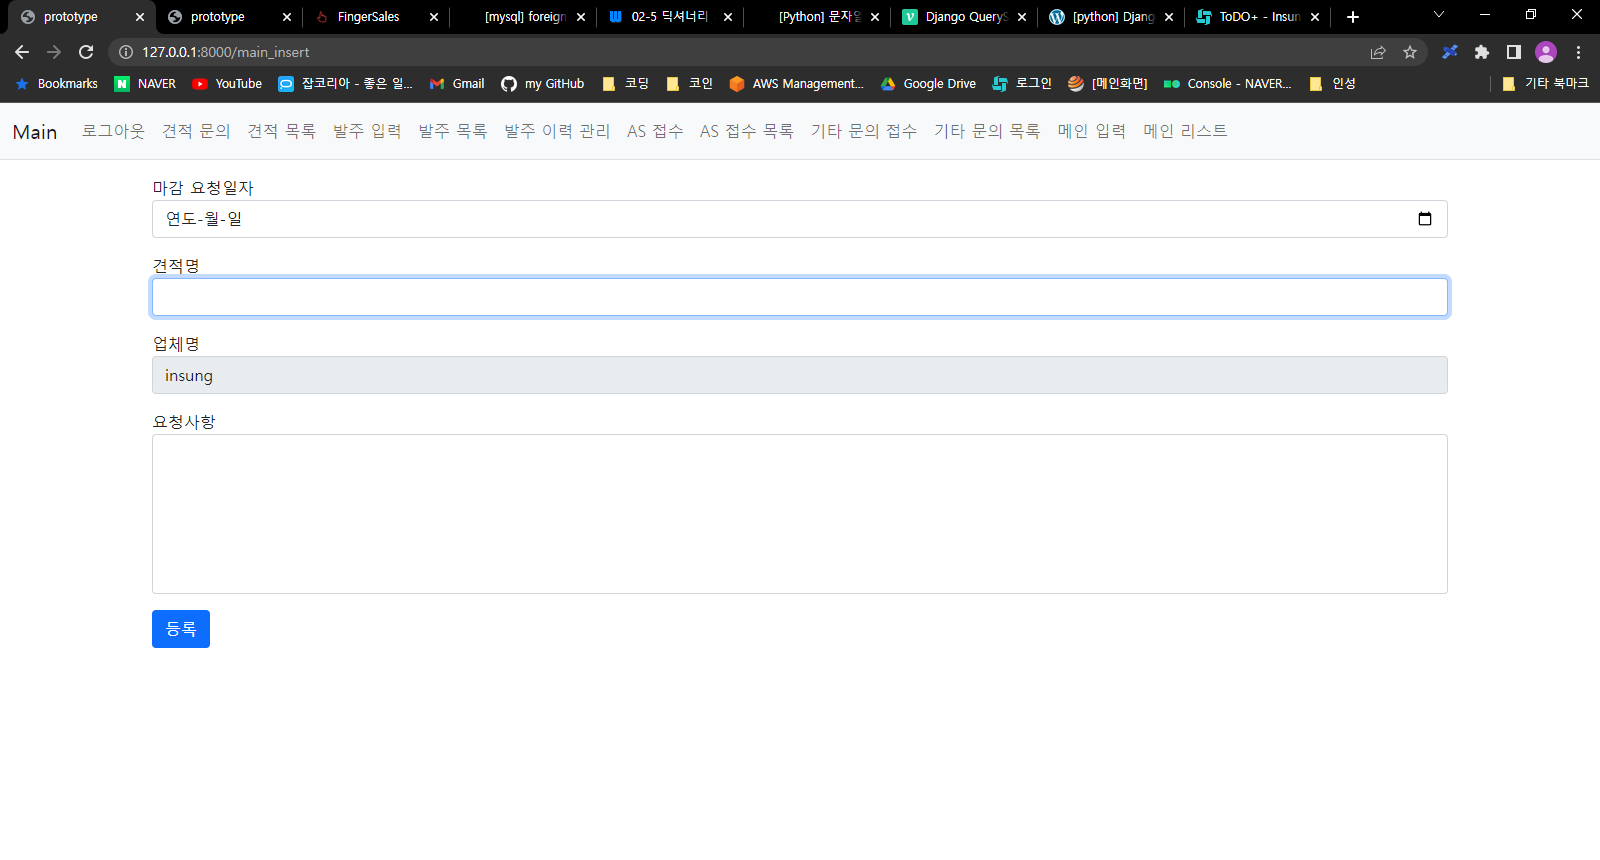 prototype
prototype
FingerSales
[mysql] foreign
02-5 딕셔너리
[Python] 문자열
Django QueryS
[python] Djang
ToDO+ - Insun
127.0.0.1:8000/main_insert
Bookmarks
NAVER
YouTube
잡코리아 - 좋은 일...
Gmail
my GitHub
코딩
코인
AWS Management...
Google Drive
로그인
[메인화면]
Console - NAVER...
인성
기타 북마크
Main
로그아웃
견적 문의
견적 목록
발주 입력
발주 목록
발주 이력 관리
AS 접수
AS 접수 목록
기타 문의 접수
기타 문의 목록
메인 입력
메인 리스트
마감 요청일자
연도-월-일
견적명
업체명
insung
요청사항
등록